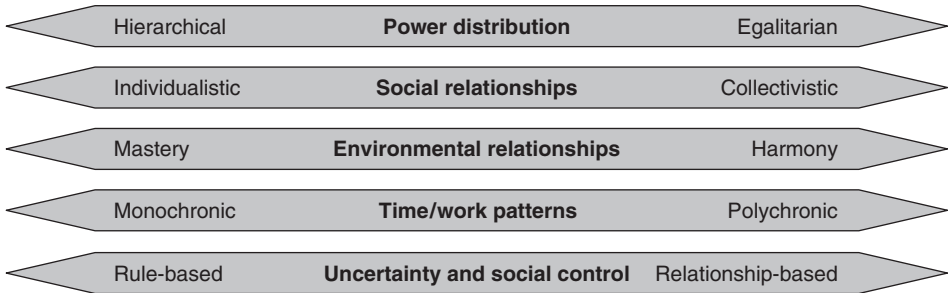 Hierarchical Power distribution Egalitarian
Individualistic Social relationships Collectivistic
Mastery Environmental relationships Harmony
Monochronic Time/work patterns Polychronic
Rule-based Uncertainty and social control Relationship-based